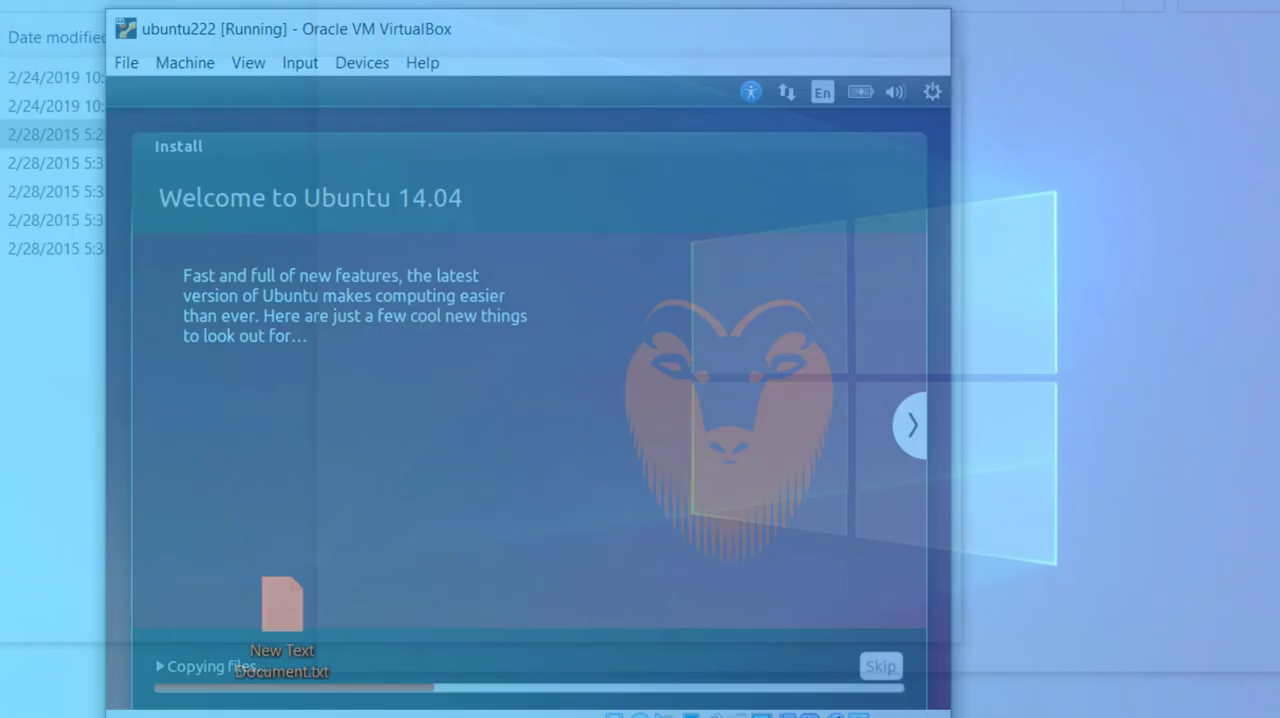 ubuntu222 [Running] - Oracle VM VirtualBox
Date modified
File Machine View Input Devices Help
2/24/2019 10:
2/24/2019 10:
2/28/2015 5:2
2/28/2015 5:3
2/28/2015 5:3
2/28/2015 5:3
2/28/2015 5:3
En
Install
Welcome to Ubuntu 14.04
Fast and full of new features, the latest
version of Ubuntu makes computing easier
than ever. Here are just a few cool new things
to look out for...
New Text
Document.txt
Copying files...
Skip